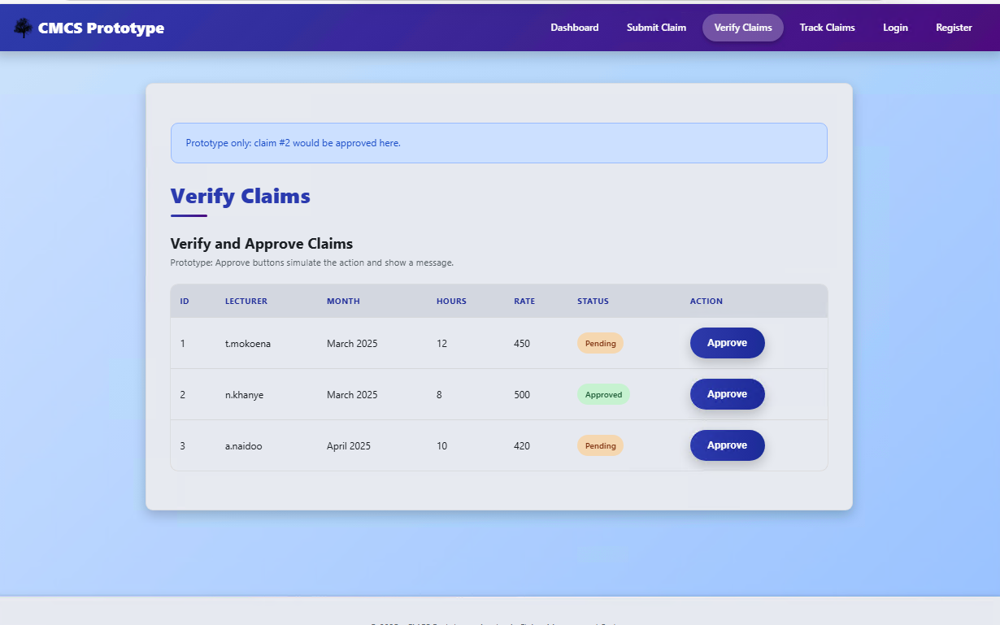 CMCS Prototype Dashboard Submit Claim Verify Claims Track Claims Login Register
Prototype only: claim #2 would be approved here.
Verify Claims
Verify and Approve Claims
Prototype: Approve buttons simulate the action and show a message.
ID LECTURER MONTH HOURS RATE STATUS ACTION
1 t.mokoena March 2025 12 450 Pending Approve
2 n.khanye March 2025 8 500 Approved Approve
3 a.naidoo April 2025 10 420 Pending Approve